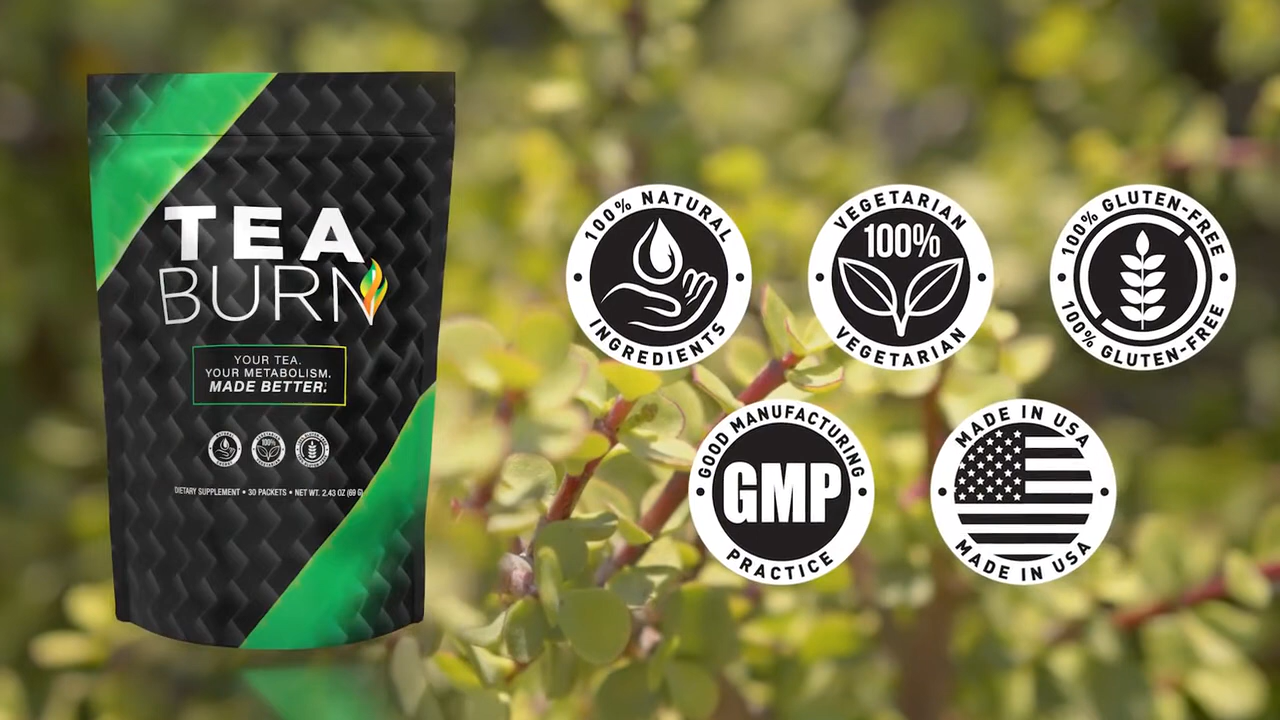 TEA
BURN
YOUR TEA.
YOUR METABOLISM.
MADE BETTER.
100%
DIETARY SUPPLEMENT • 30 PACKETS • NET WT. 2.43 OZ (69 G)
100% NATURAL
INGREDIENTS
VEGETARIAN
100%
VEGETARIAN
100% GLUTEN-FREE
100% GLUTEN-FREE
GOOD MANUFACTURING
GMP
PRACTICE
MADE IN USA
MADE IN USA